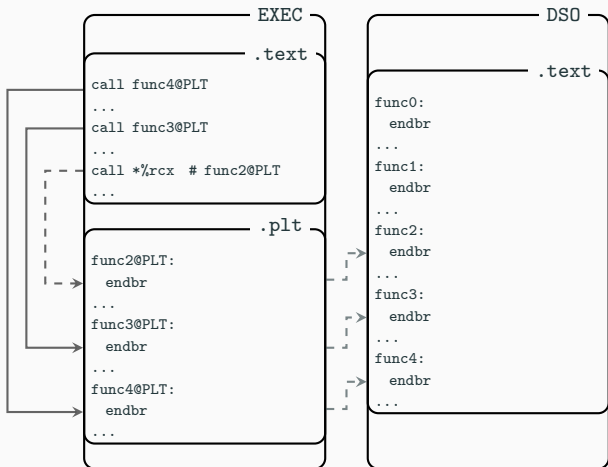 EXEC
.text
call func4@PLT
...
call func3@PLT
...
call *%rcx # func2@PLT
...
.plt
func2@PLT:
endbr
...
func3@PLT:
endbr
...
func4@PLT:
endbr
...
DSO
.text
func0:
endbr
...
func1:
endbr
...
func2:
endbr
...
func3:
endbr
...
func4:
endbr
...